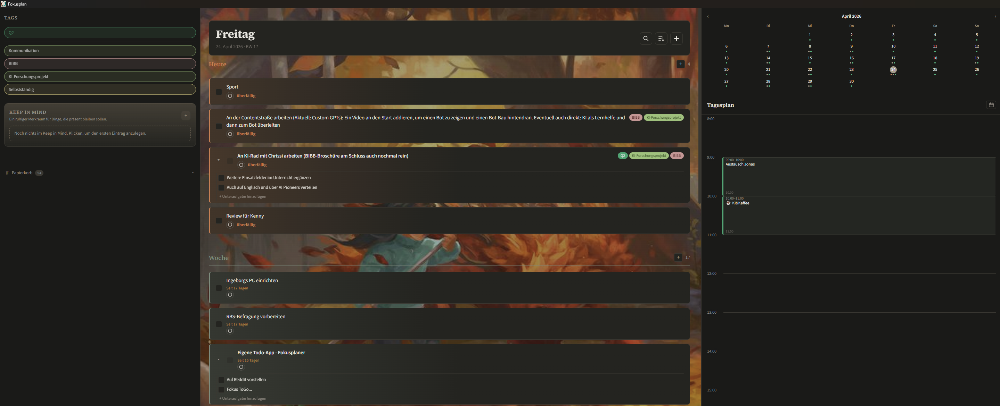 Fokusplan
TAGS
Q2
Kommunikation
BIBB
KI-Forschungsprojekt
Selbstständig
KEEP IN MIND
Ein ruhiger Merkraum für Dinge, die präsent bleiben sollen.
+
Noch nichts im Keep in Mind. Klicken, um den ersten Eintrag anzulegen.
Papierkorb 54
Freitag
24. April 2026 · KW 17
Heute
+ 4
Sport
überfällig
An der Contentstraße arbeiten (Aktuell: Custom GPTs): Ein Video an den Start addieren, um einen Bot zu zeigen und einen Bot-Bau hintendran. Eventuell auch direkt: KI als Lernhelfe und
dann zum Bot überleiten
BIBB KI-Forschungsprojekt
überfällig
An KI-Rad mit Chrissi arbeiten (BIBB-Broschüre am Schluss auch nochmal rein)
Q2 KI-Forschungsprojekt BIBB
überfällig
Weitere Einsatzfelder im Unterricht ergänzen
Auch auf Englisch und über AI Pioneers verteilen
+ Unteraufgabe hinzufügen
Review für Kenny
überfällig
Woche
+ 17
Ingeborgs PC einrichten
Seit 17 Tagen
RBS-Befragung vorbereiten
Seit 17 Tagen
Eigene Todo-App - Fokusplaner
Seit 15 Tagen
Auf Reddit vorstellen
Fokus ToGo...
+ Unteraufgabe hinzufügen
‹ April 2026 ›
Mo Di Mi Do Fr Sa So
1 2 3 4 5
6 7 8 9 10 11 12
13 14 15 16 17 18 19
20 21 22 23 24 25 26
27 28 29 30
Tagesplan
8:00
9:00
09:00–10:00
Austausch Jonas
10:00
10:00
10:00–11:00
KI&Kaffee
11:00
11:00
12:00
13:00
14:00
15:00